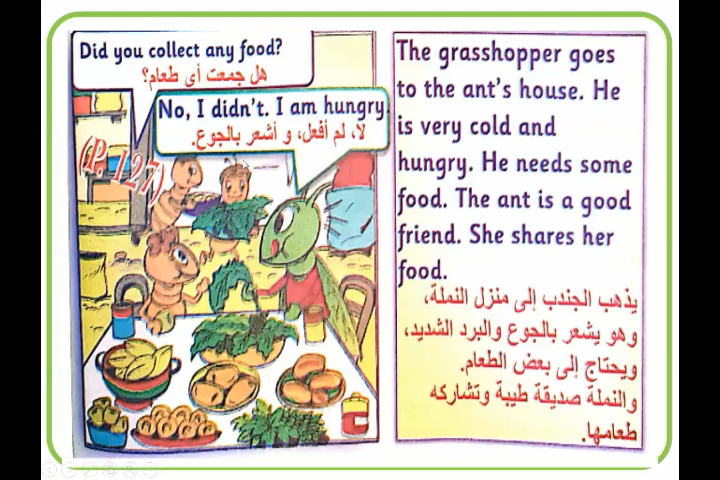 Did you collect any food?
هل جمعت أى طعام؟
No, I didn't. I am hungry.
لا، لم أفعل، و أشعر بالجوع.
(P. 127)
The grasshopper goes
to the ant's house. He
is very cold and
hungry. He needs some
food. The ant is a good
friend. She shares her
food.
يذهب الجندب إلى منزل النملة،
وهو يشعر بالجوع والبرد الشديد،
ويحتاج إلى بعض الطعام.
والنملة صديقة طيبة وتشاركه
طعامها.